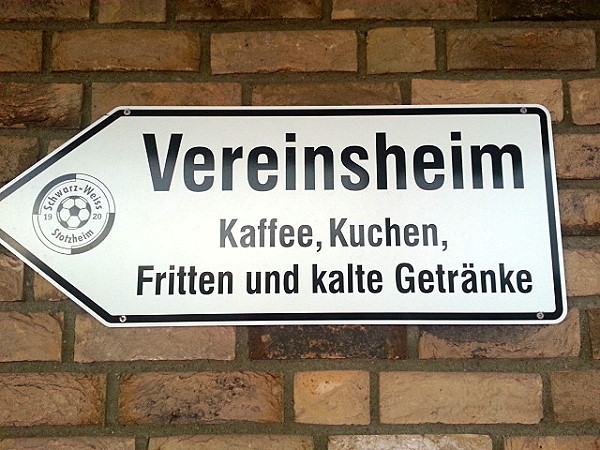 Vereinsheim
Kaffee, Kuchen,
Fritten und kalte Getränke
Schwarz-Weiss
19 20
Stotzheim